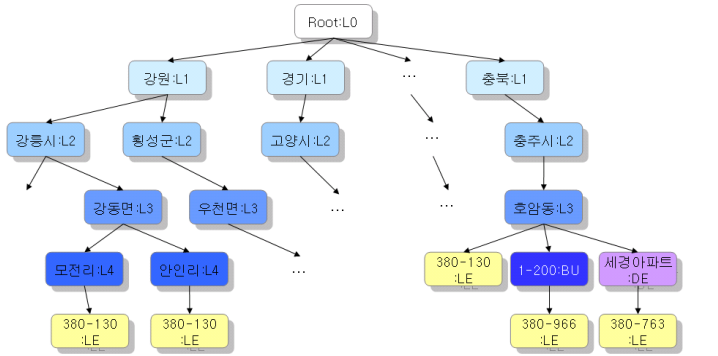 Root:L0
강원:L1
경기:L1
...
충북:L1
강릉시:L2
횡성군:L2
고양시:L2
...
충주시:L2
강동면:L3
우천면:L3
...
...
호암동:L3
모전리:L4
안인리:L4
...
380-130
:LE
1-200:BU
세경아파트
:DE
380-130
:LE
380-130
:LE
380-966
:LE
380-763
:LE